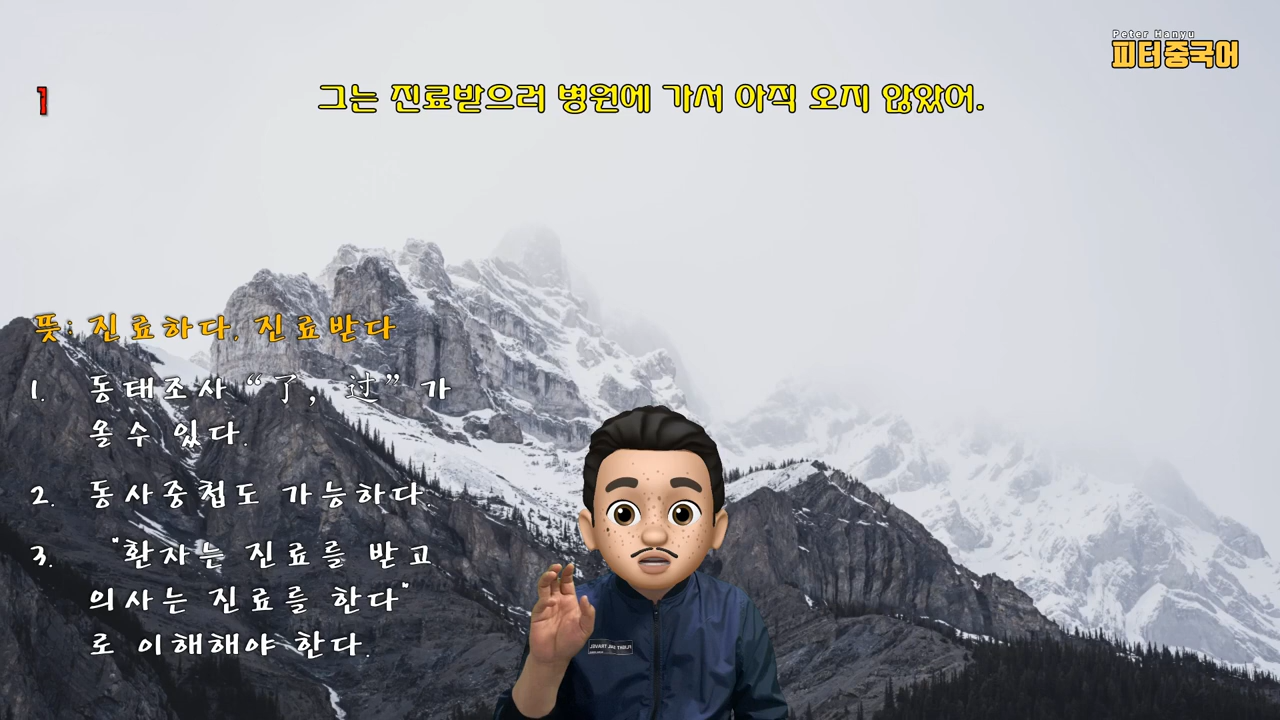 Peter Hanyu
피터중국어
1
그는 진료받으러 병원에 가서 아직 오지 않았어.
뜻: 진료하다, 진료받다
1. 동태조사 “了, 过” 가
올 수 있다.
2. 동사중첩도 가능하다.
3. "환자는 진료를 받고
의사는 진료를 한다"
로 이해해야 한다.